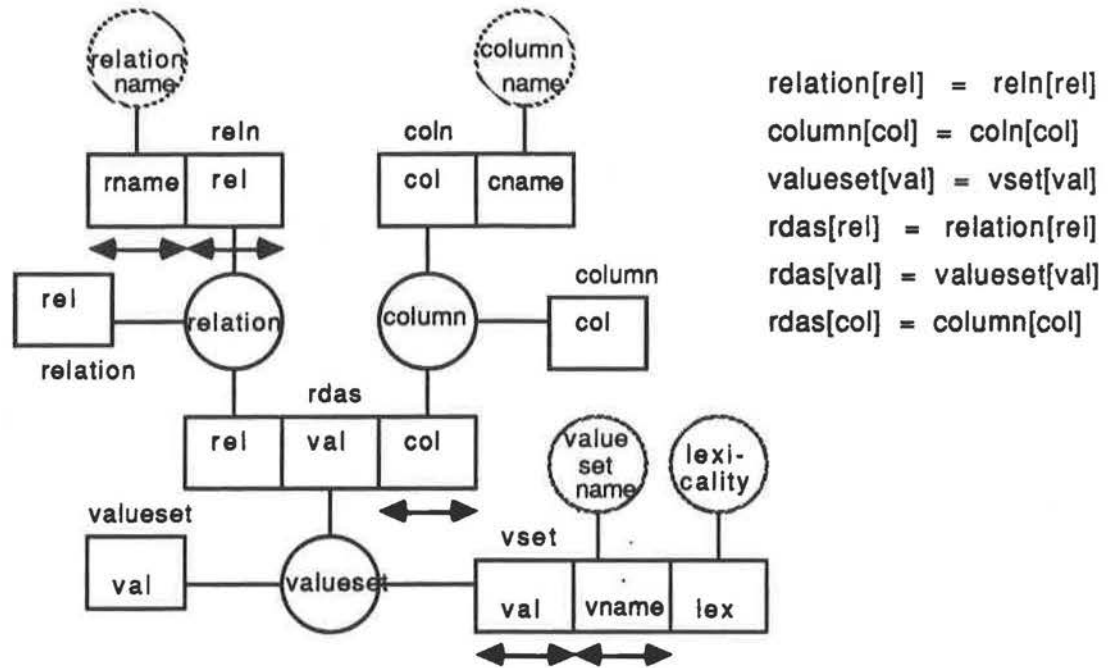 relation
name
column
name
reln
coln
rname rel
col cname
relation[rel] = reln[rel]
column[col] = coln[col]
valueset[val] = vset[val]
rdas[rel] = relation[rel]
rdas[val] = valueset[val]
rdas[col] = column[col]
rel
relation
relation
column
column
col
rdas
rel val col
value
set
name
lexi-
cality
valueset
val
valueset
vset
val vname lex